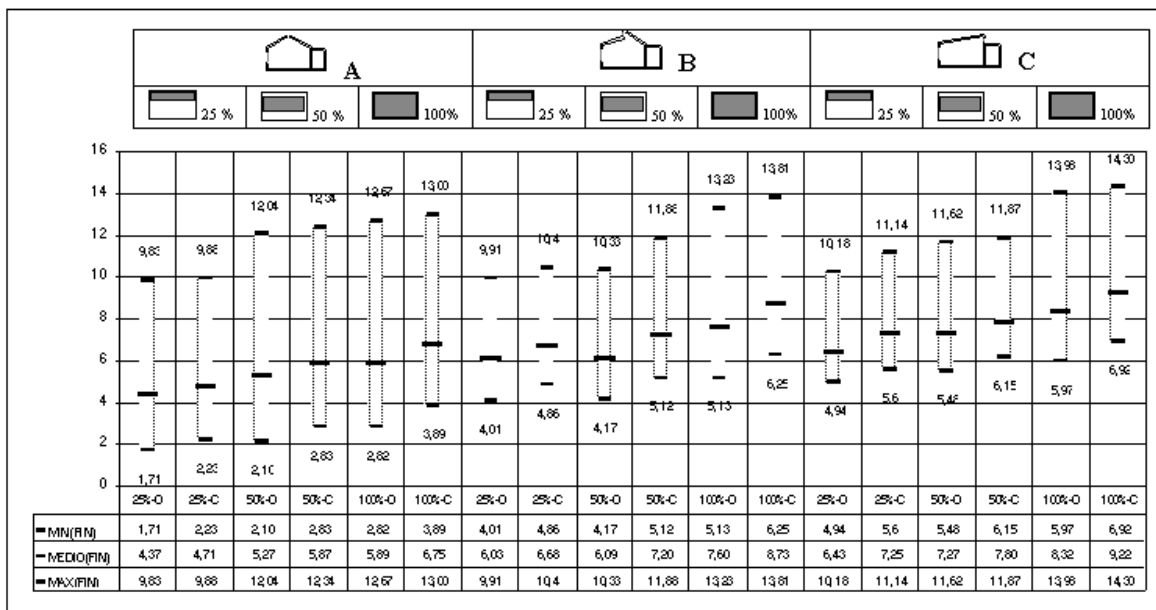 A B C
25 % 50 % 100% 25 % 50 % 100% 25 % 50 % 100%
16
14
12
10
8
6
4
2
0
9,83 9,88 12,04 12,34 12,67 13,00 9,91 10,4 10,33 11,88 13,23 13,81 10,18 11,14 11,62 11,87 13,98 14,30
1,71 2,23 2,10 2,83 2,82 3,89 4,01 4,86 4,17 5,12 5,13 6,25 4,94 5,6 5,48 6,15 5,97 6,92
25%-O 25%-C 50%-O 50%-C 100%-O 100%-C 25%-O 25%-C 50%-O 50%-C 100%-O 100%-C 25%-O 25%-C 50%-O 50%-C 100%-O 100%-C
MIN(FIN) 1,71 2,23 2,10 2,83 2,82 3,89 4,01 4,86 4,17 5,12 5,13 6,25 4,94 5,6 5,48 6,15 5,97 6,92
MEDIO(FIN) 4,37 4,71 5,27 5,87 5,89 6,75 6,03 6,68 6,09 7,20 7,60 8,73 6,43 7,25 7,27 7,80 8,32 9,22
MAX(FIN) 9,83 9,88 12,04 12,34 12,67 13,00 9,91 10,4 10,33 11,88 13,23 13,81 10,18 11,14 11,62 11,87 13,98 14,30